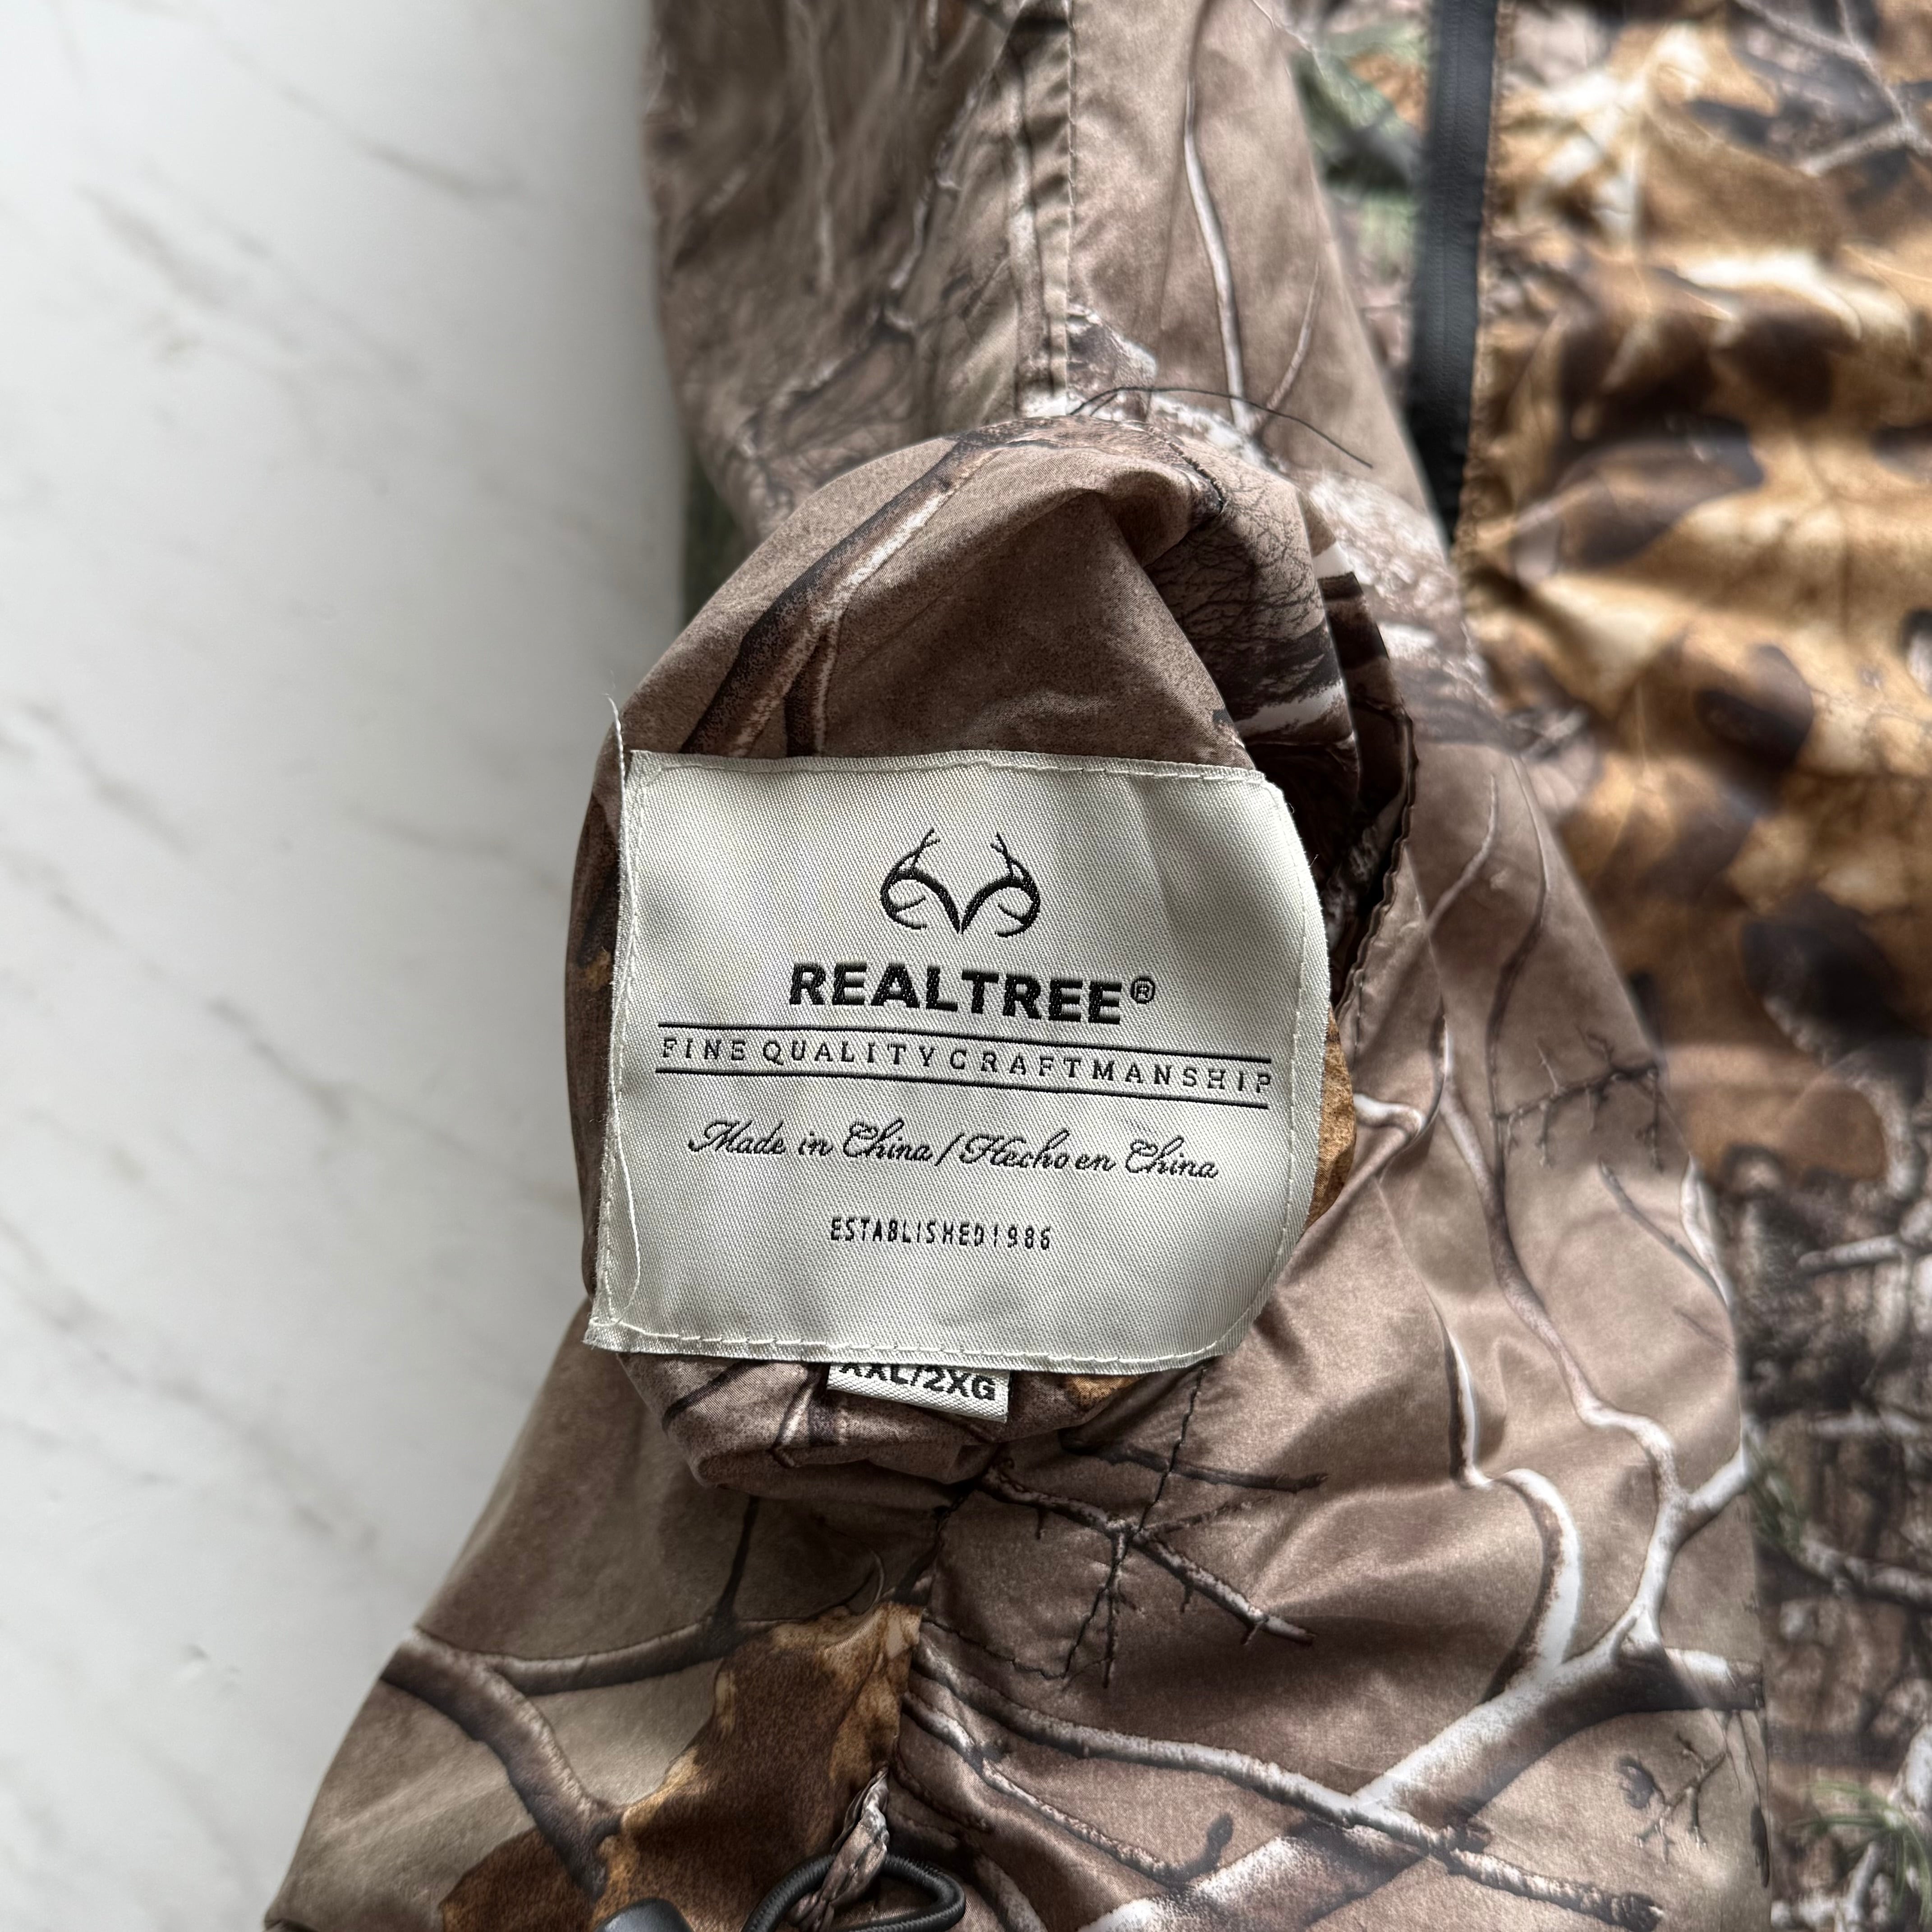 REALTREE®
FINE QUALITY CRAFTMANSHIP
Made in China / Hecho en China
ESTABLISHED 1986
XXL/2XG